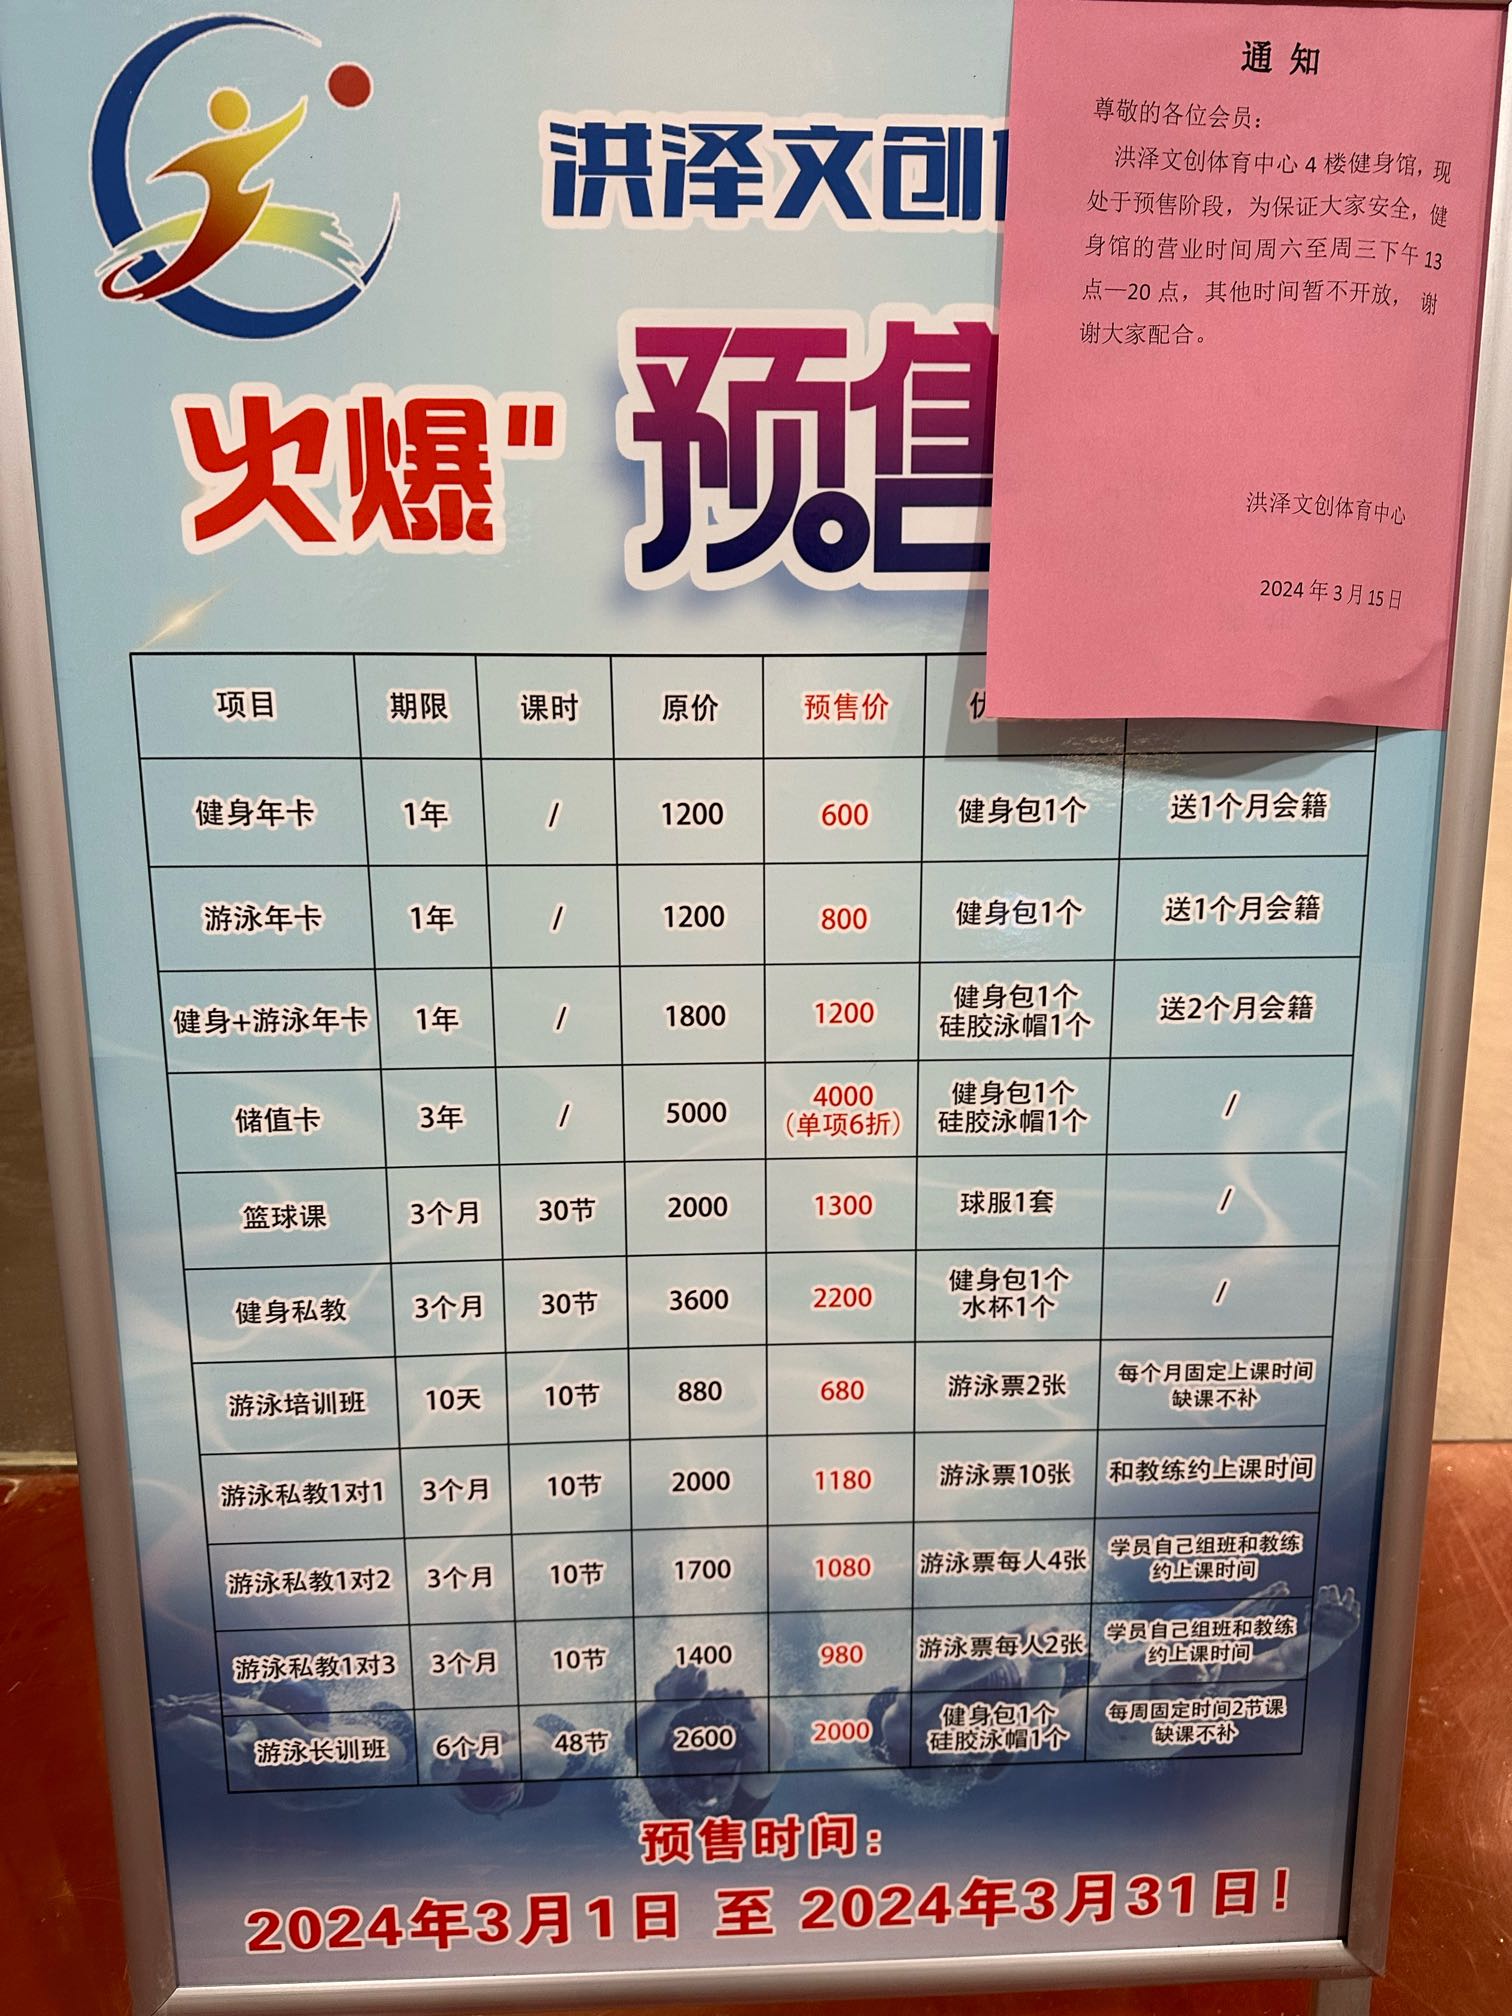 洪泽文创
火爆"预售
通 知
尊敬的各位会员：
洪泽文创体育中心 4 楼健身馆，现
处于预售阶段，为保证大家安全，健
身馆的营业时间周六至周三下午 13
点—20 点，其他时间暂不开放，谢
谢大家配合。
洪泽文创体育中心
2024 年 3 月 15 日
项目 期限 课时 原价 预售价
健身年卡 1年 / 1200 600 健身包1个 送1个月会籍
游泳年卡 1年 / 1200 800 健身包1个 送1个月会籍
健身+游泳年卡 1年 / 1800 1200 健身包1个 硅胶泳帽1个 送2个月会籍
储值卡 3年 / 5000 4000 (单项6折) 健身包1个 硅胶泳帽1个 /
篮球课 3个月 30节 2000 1300 球服1套 /
健身私教 3个月 30节 3600 2200 健身包1个 水杯1个 /
游泳培训班 10天 10节 880 680 游泳票2张 每个月固定上课时间 缺课不补
游泳私教1对1 3个月 10节 2000 1180 游泳票10张 和教练约上课时间
游泳私教1对2 3个月 10节 1700 1080 游泳票每人4张 学员自己组班和教练 约上课时间
游泳私教1对3 3个月 10节 1400 980 游泳票每人2张 学员自己组班和教练 约上课时间
游泳长训班 6个月 48节 2600 2000 健身包1个 硅胶泳帽1个 每周固定时间2节课 缺课不补
预售时间：
2024年3月1日 至 2024年3月31日！